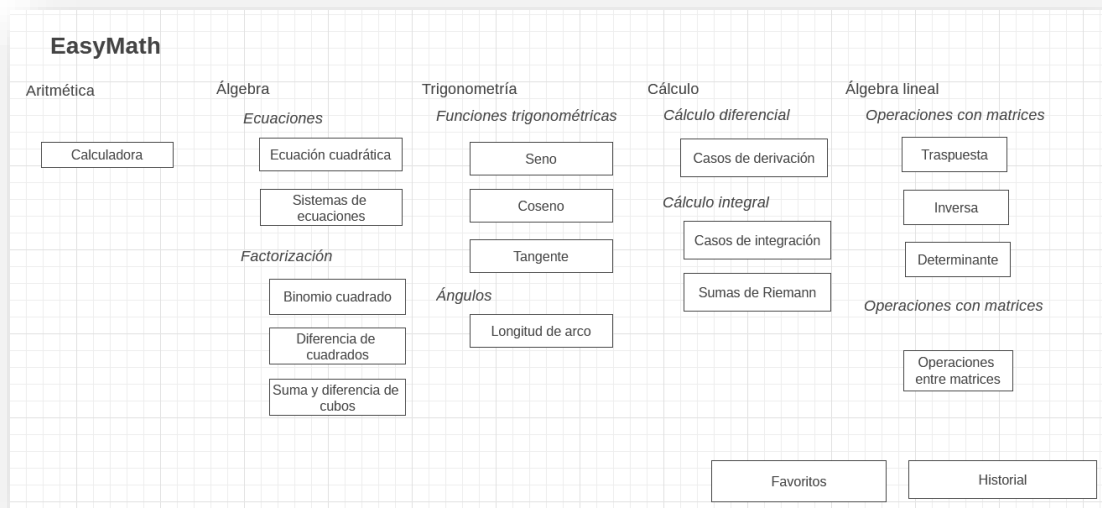 EasyMath
Aritmética
Calculadora
Álgebra
Ecuaciones
Ecuación cuadrática
Sistemas de
ecuaciones
Factorización
Binomio cuadrado
Diferencia de
cuadrados
Suma y diferencia de
cubos
Trigonometría
Funciones trigonométricas
Seno
Coseno
Tangente
Ángulos
Longitud de arco
Cálculo
Cálculo diferencial
Casos de derivación
Cálculo integral
Casos de integración
Sumas de Riemann
Álgebra lineal
Operaciones con matrices
Traspuesta
Inversa
Determinante
Operaciones con matrices
Operaciones
entre matrices
Favoritos
Historial